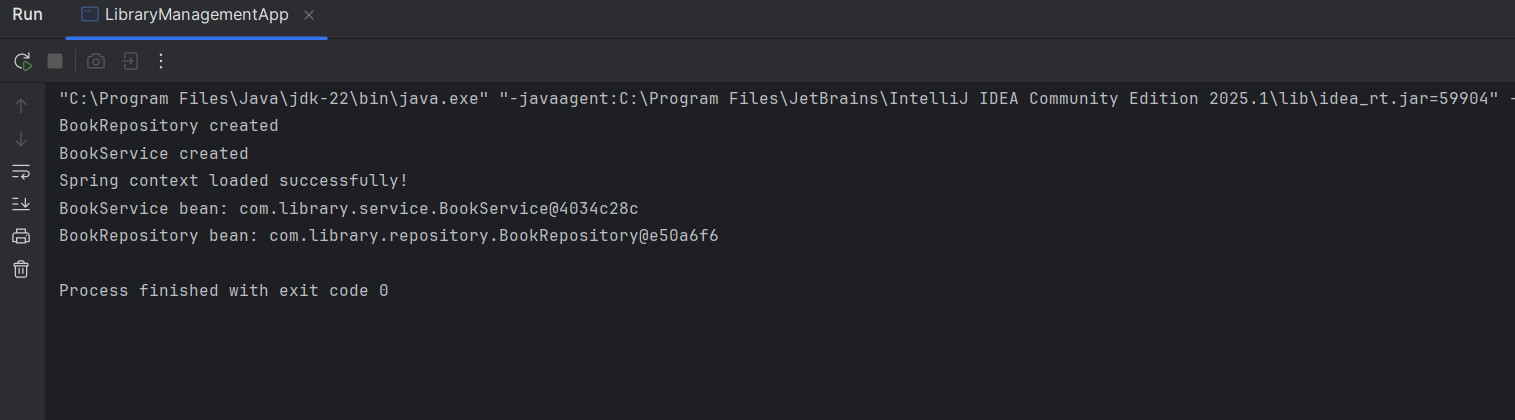 Run LibraryManagementApp
"C:\Program Files\Java\jdk-22\bin\java.exe" "-javaagent:C:\Program Files\JetBrains\IntelliJ IDEA Community Edition 2025.1\lib\idea_rt.jar=59904" -
BookRepository created
BookService created
Spring context loaded successfully!
BookService bean: com.library.service.BookService@4034c28c
BookRepository bean: com.library.repository.BookRepository@e50a6f6
Process finished with exit code 0